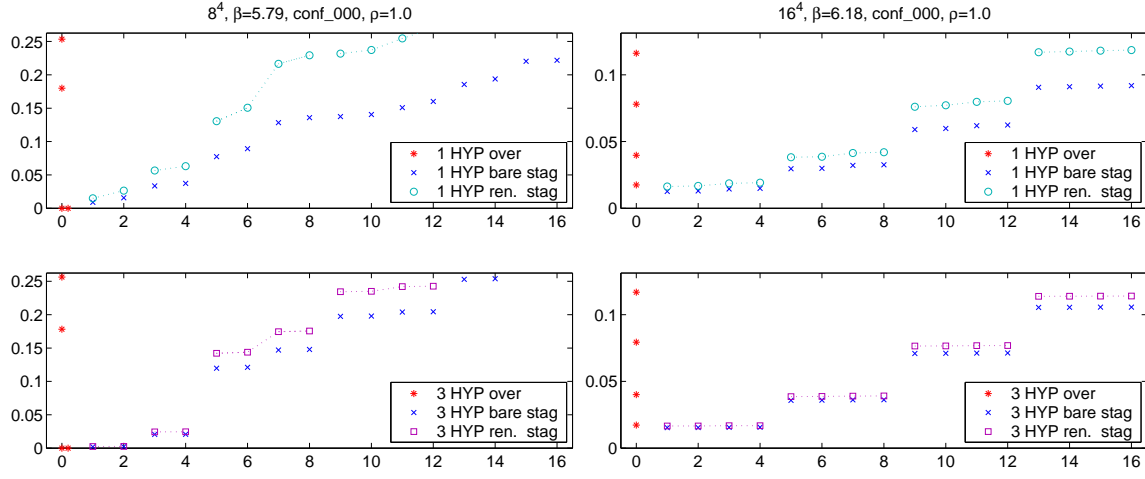 8⁴, β=5.79, conf_000, ρ=1.0
0.25
0.2
0.15
0.1
0.05
0
1 HYP over
1 HYP bare stag
1 HYP ren. stag
0 2 4 6 8 10 12 14 16
16⁴, β=6.18, conf_000, ρ=1.0
0.1
0.05
0
1 HYP over
1 HYP bare stag
1 HYP ren. stag
0 2 4 6 8 10 12 14 16
0.25
0.2
0.15
0.1
0.05
0
3 HYP over
3 HYP bare stag
3 HYP ren. stag
0 2 4 6 8 10 12 14 16
0.1
0.05
0
3 HYP over
3 HYP bare stag
3 HYP ren. stag
0 2 4 6 8 10 12 14 16